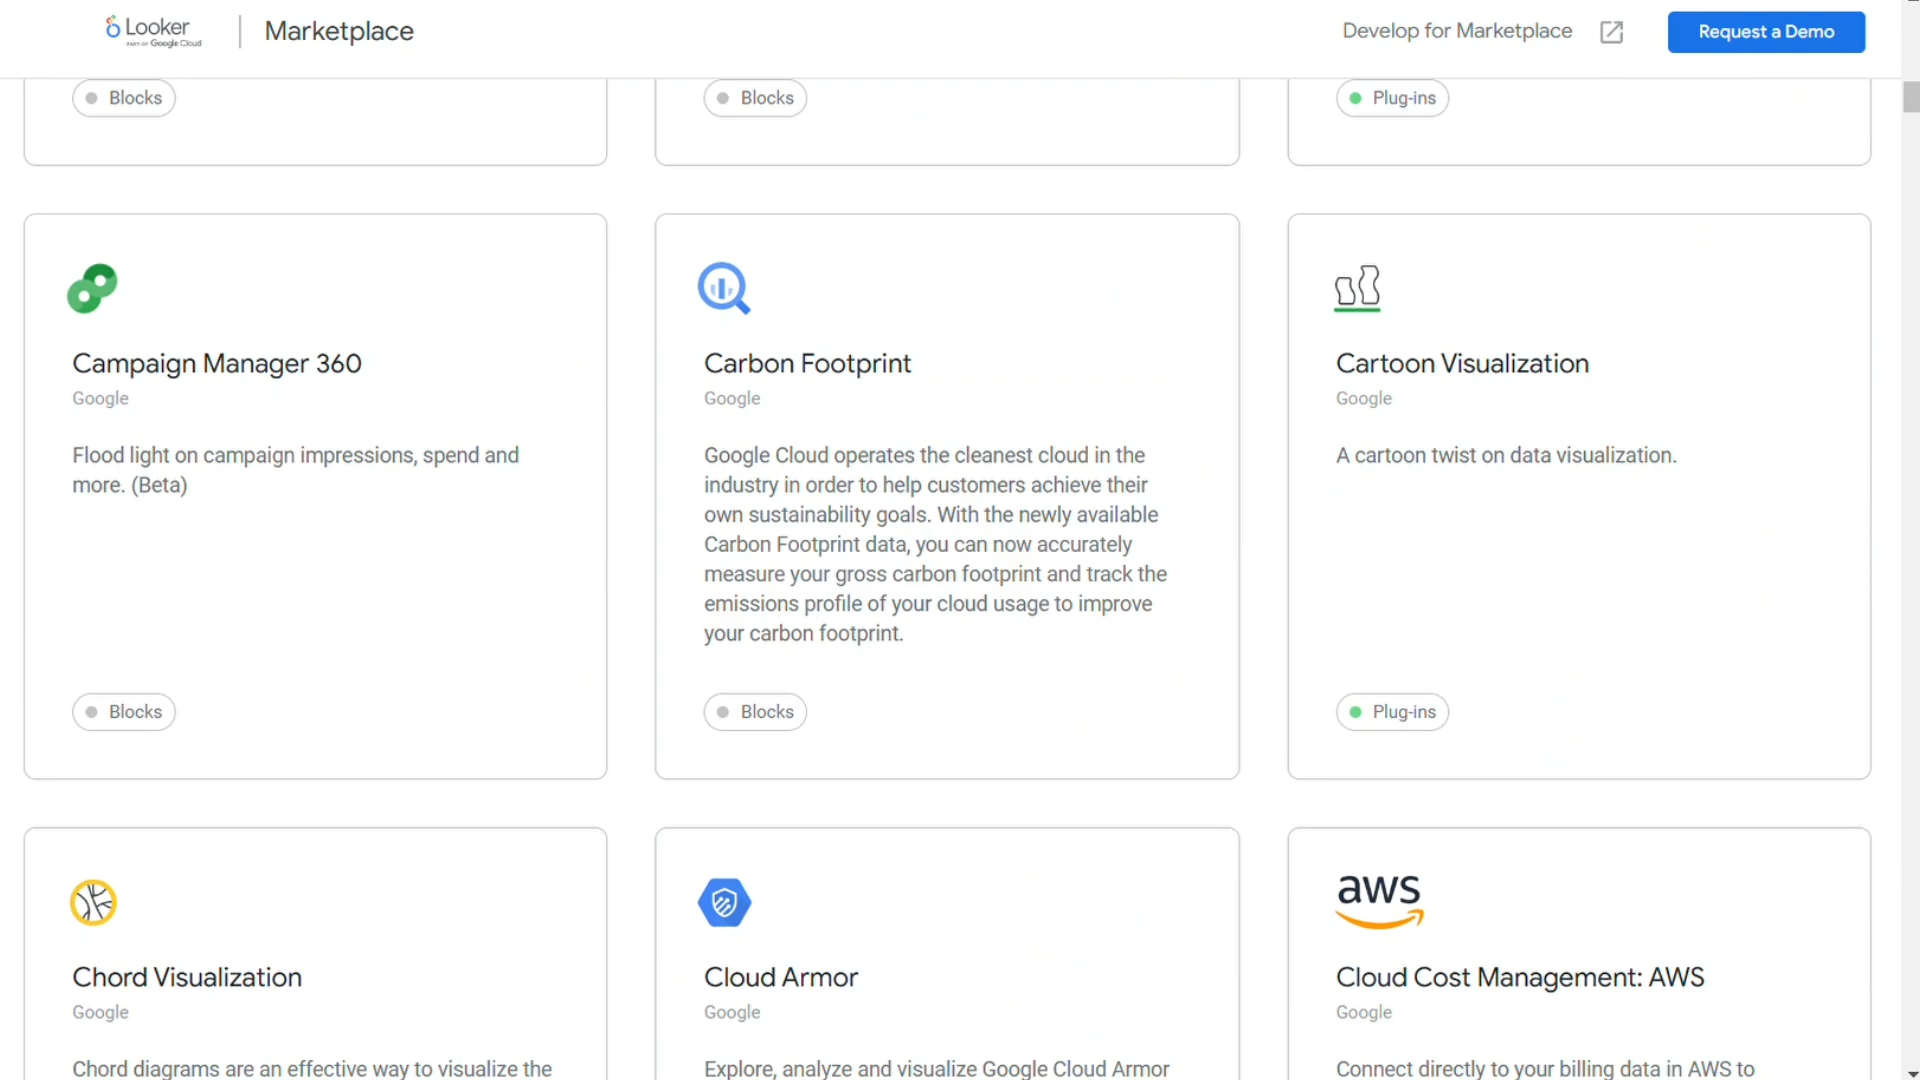 Looker
PART OF Google Cloud
Marketplace
Develop for Marketplace
Request a Demo
Blocks
Blocks
Plug-ins
Campaign Manager 360
Google
Flood light on campaign impressions, spend and
more. (Beta)
Blocks
Carbon Footprint
Google
Google Cloud operates the cleanest cloud in the
industry in order to help customers achieve their
own sustainability goals. With the newly available
Carbon Footprint data, you can now accurately
measure your gross carbon footprint and track the
emissions profile of your cloud usage to improve
your carbon footprint.
Blocks
Cartoon Visualization
Google
A cartoon twist on data visualization.
Plug-ins
Chord Visualization
Google
Chord diagrams are an effective way to visualize the
Cloud Armor
Google
Explore, analyze and visualize Google Cloud Armor
aws
Cloud Cost Management: AWS
Google
Connect directly to your billing data in AWS to